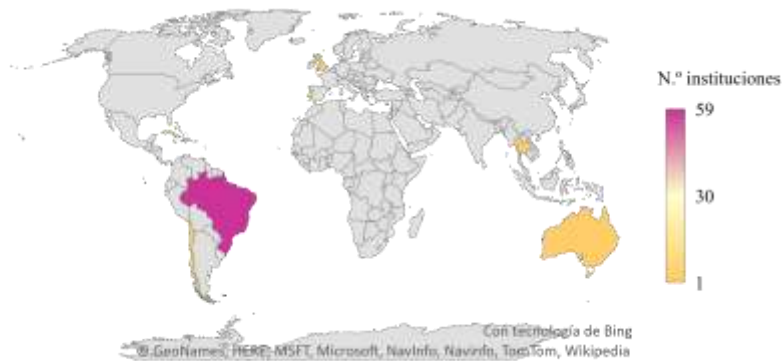 N.º instituciones
59
30
1
Con tecnología de Bing
© GeoNames, HERE, MSFT, Microsoft, NavInfo, Navinfo, TomTom, Wikipedia